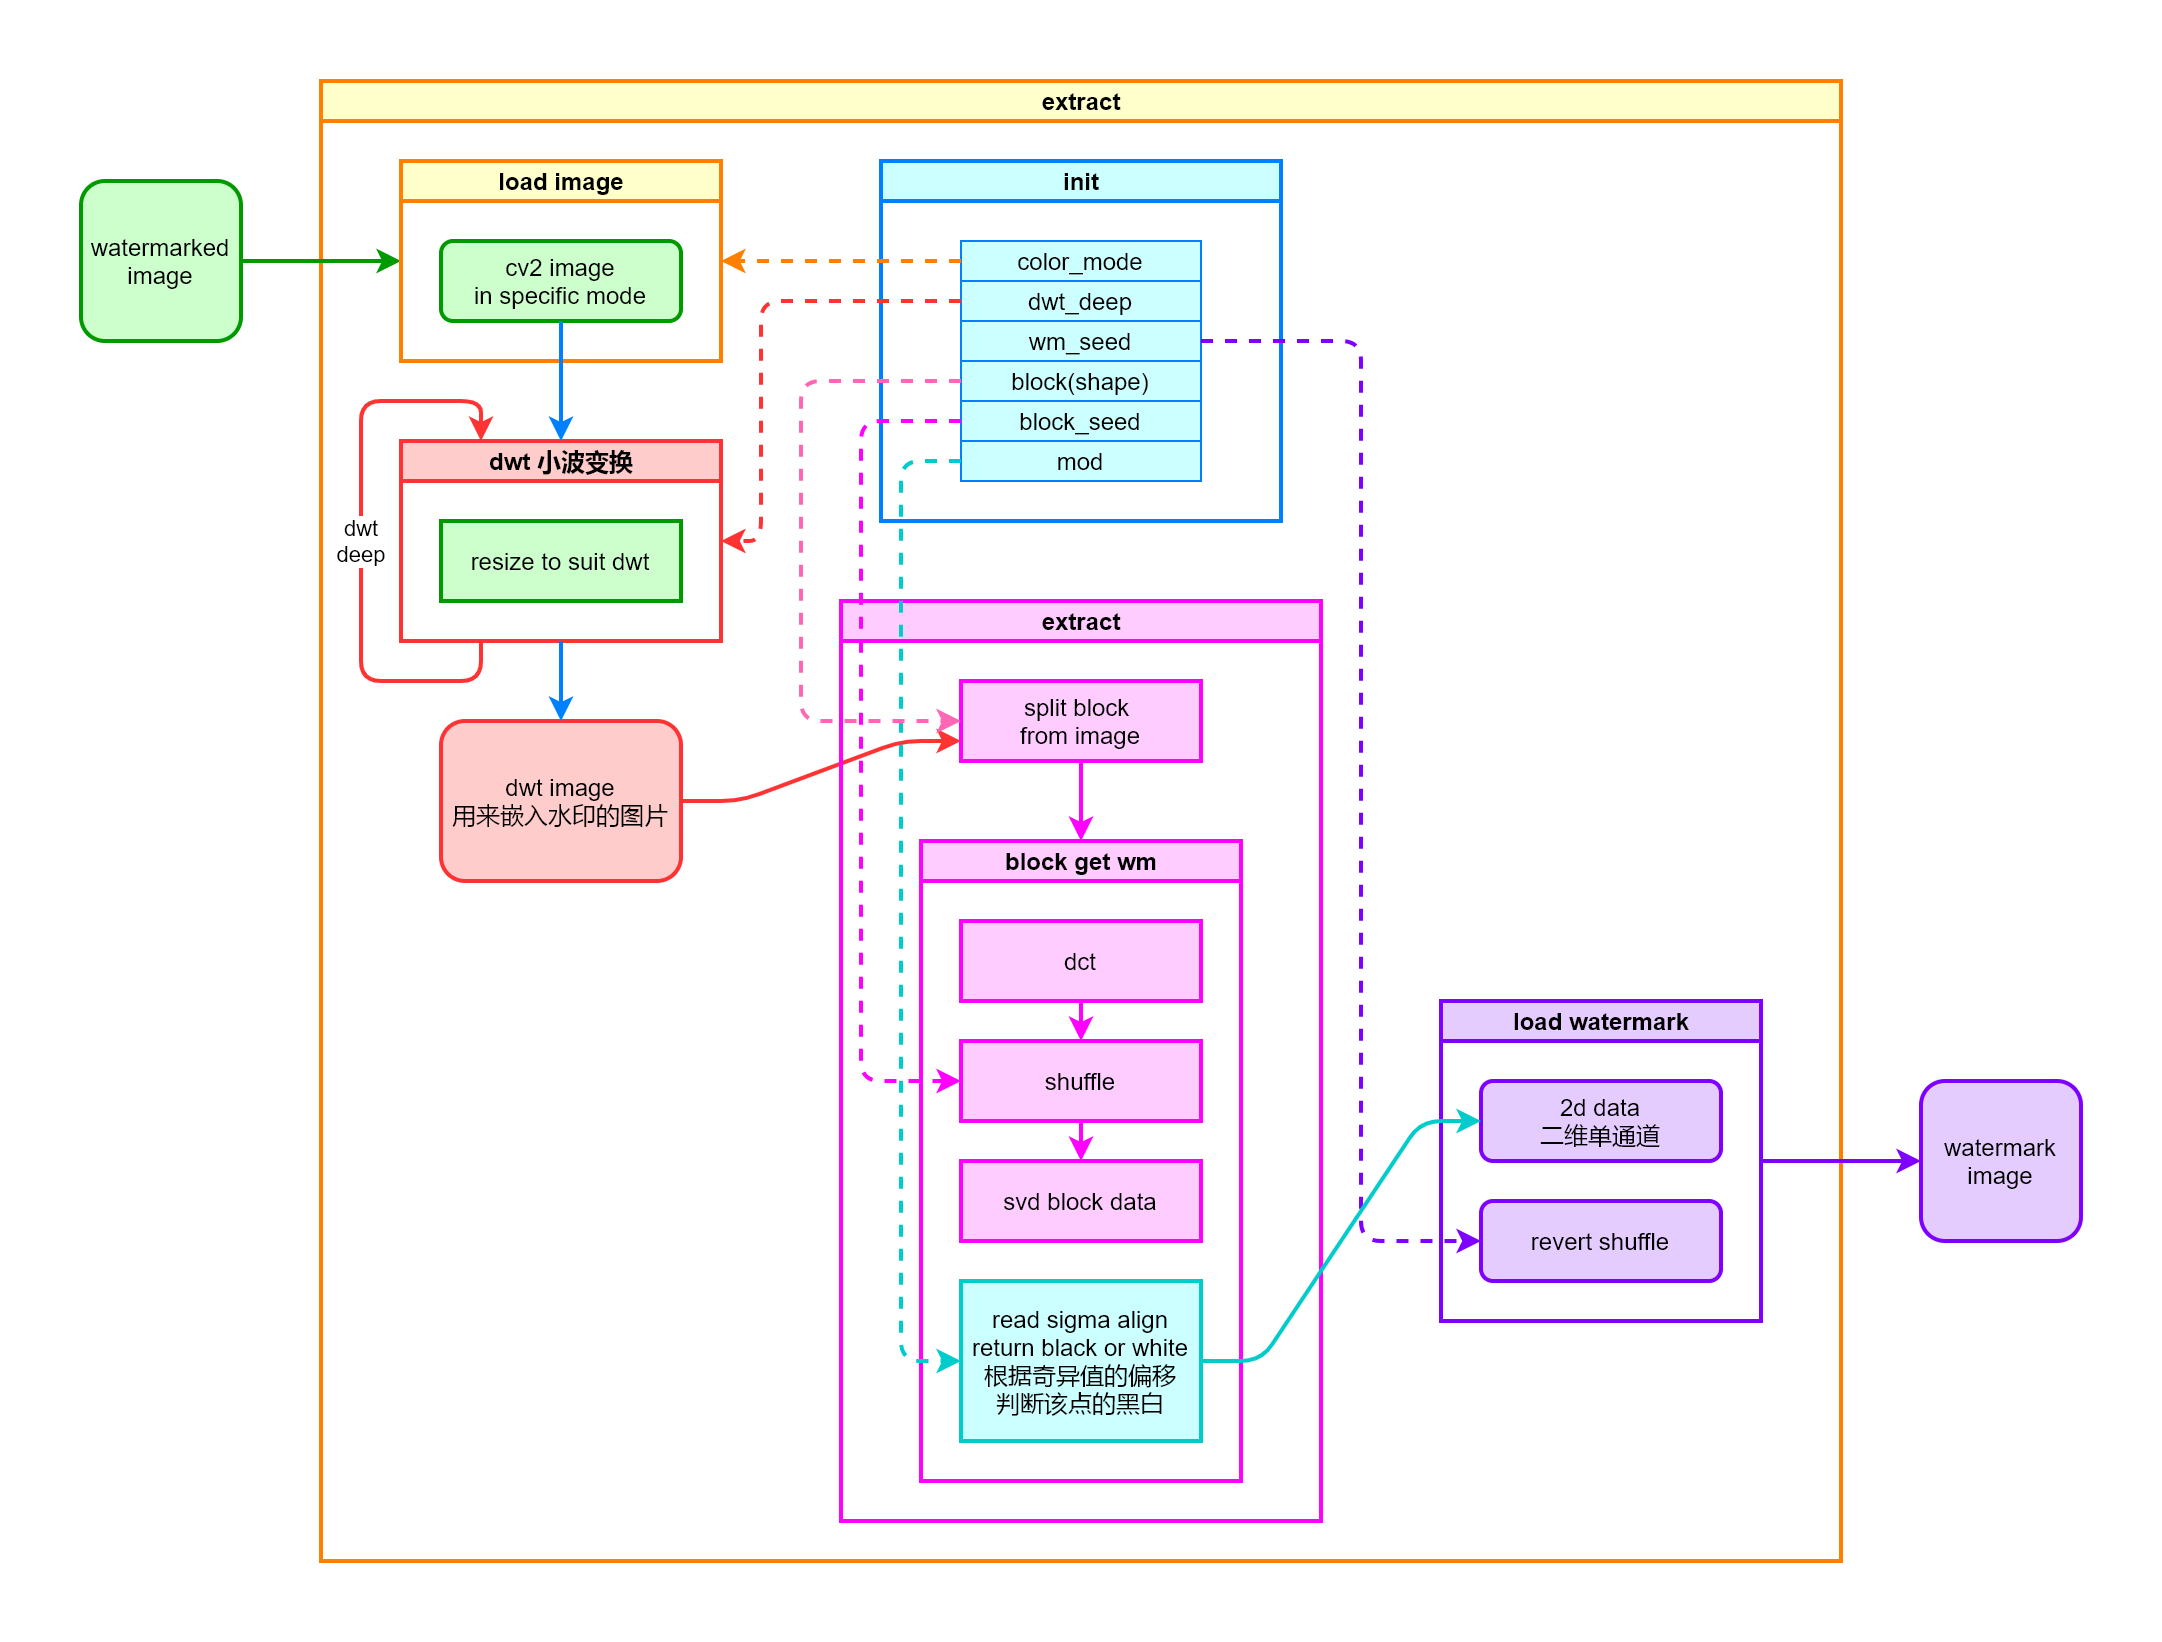 extract
load image
init
watermarked
image
cv2 image
in specific mode
color_mode
dwt_deep
wm_seed
block(shape)
block_seed
mod
dwt 小波变换
dwt
deep
resize to suit dwt
extract
split block
from image
dwt image
用来嵌入水印的图片
block get wm
dct
shuffle
svd block data
read sigma align
return black or white
根据奇异值的偏移
判断该点的黑白
load watermark
2d data
二维单通道
revert shuffle
watermark
image